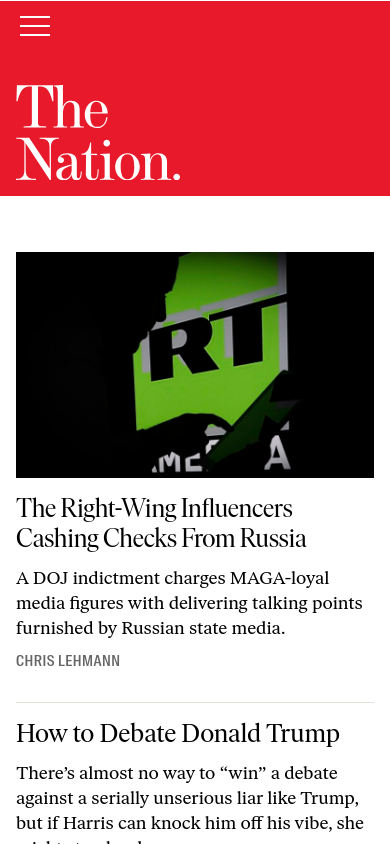 The
Nation.
RT
AMERICA
The Right-Wing Influencers
Cashing Checks From Russia
A DOJ indictment charges MAGA-loyal
media figures with delivering talking points
furnished by Russian state media.
CHRIS LEHMANN
How to Debate Donald Trump
There’s almost no way to “win” a debate
against a serially unserious liar like Trump,
but if Harris can knock him off his vibe, she